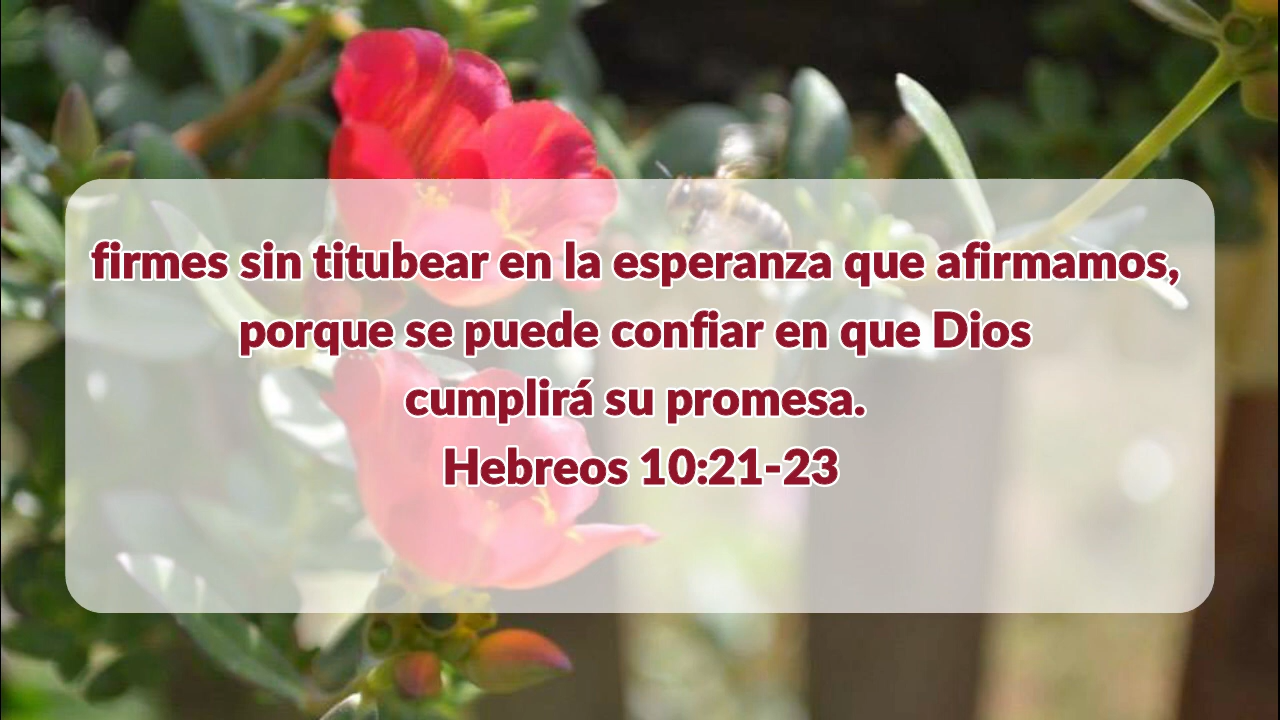 firmes sin titubear en la esperanza que afirmamos,
porque se puede confiar en que Dios
cumplirá su promesa.
Hebreos 10:21-23